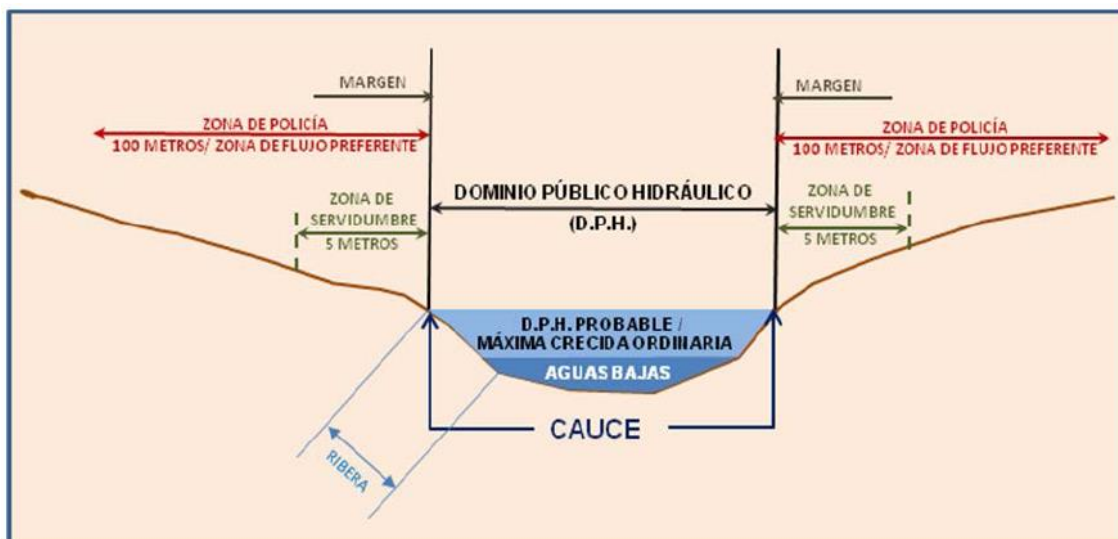 MARGEN
MARGEN
ZONA DE POLICÍA
100 METROS/ ZONA DE FLUJO PREFERENTE
ZONA DE POLICÍA
100 METROS/ ZONA DE FLUJO PREFERENTE
ZONA DE
SERVIDUMBRE
5 METROS
DOMINIO PÚBLICO HIDRÁULICO
(D.P.H.)
ZONA DE
SERVIDUMBRE
5 METROS
D.P.H. PROBABLE /
MÁXIMA CRECIDA ORDINARIA
AGUAS BAJAS
CAUCE
RIBERA